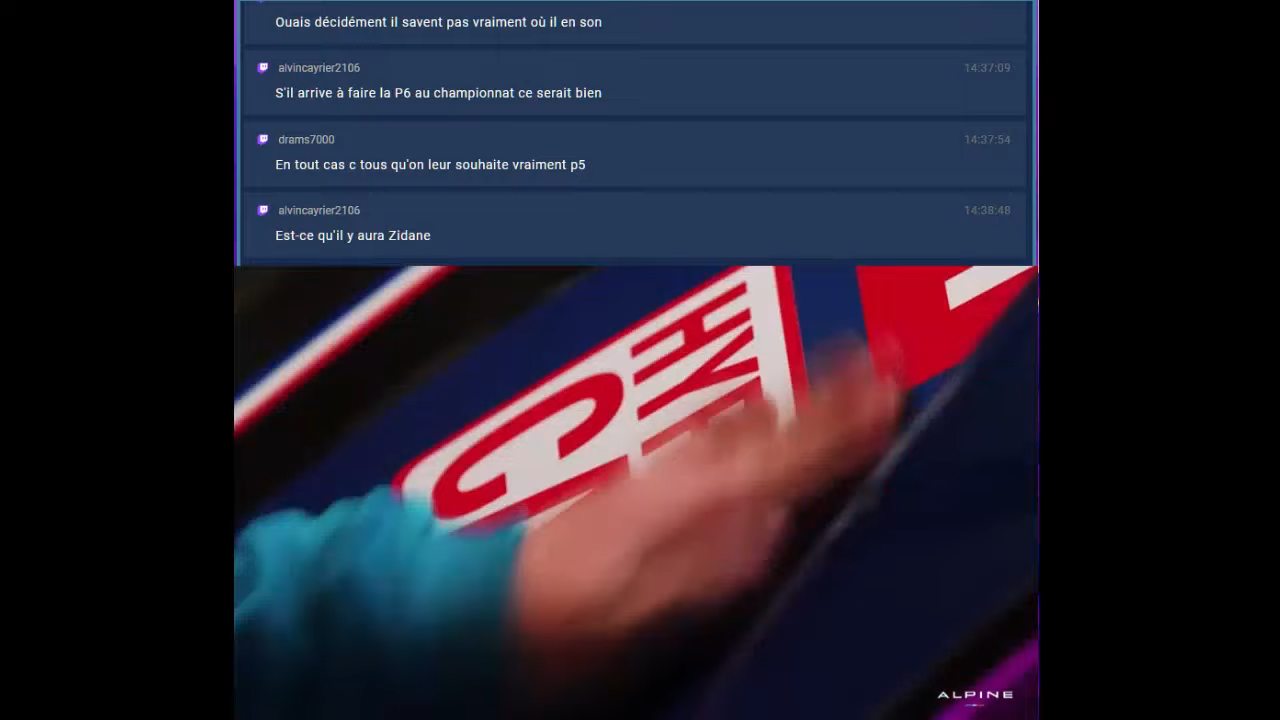 Ouais décidément il savent pas vraiment où il en son
alvincayrier2106 14:37:09
S'il arrive à faire la P6 au championnat ce serait bien
drams7000 14:37:54
En tout cas c tous qu'on leur souhaite vraiment p5
alvincayrier2106 14:38:48
Est-ce qu'il y aura Zidane
ALPINE